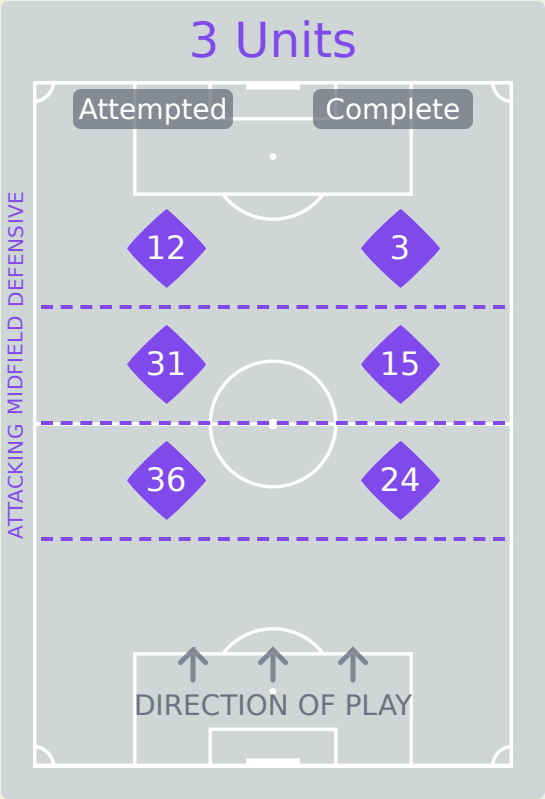 3 Units
Attempted
Complete
ATTACKING MIDFIELD DEFENSIVE
12
3
31
15
36
24
DIRECTION OF PLAY